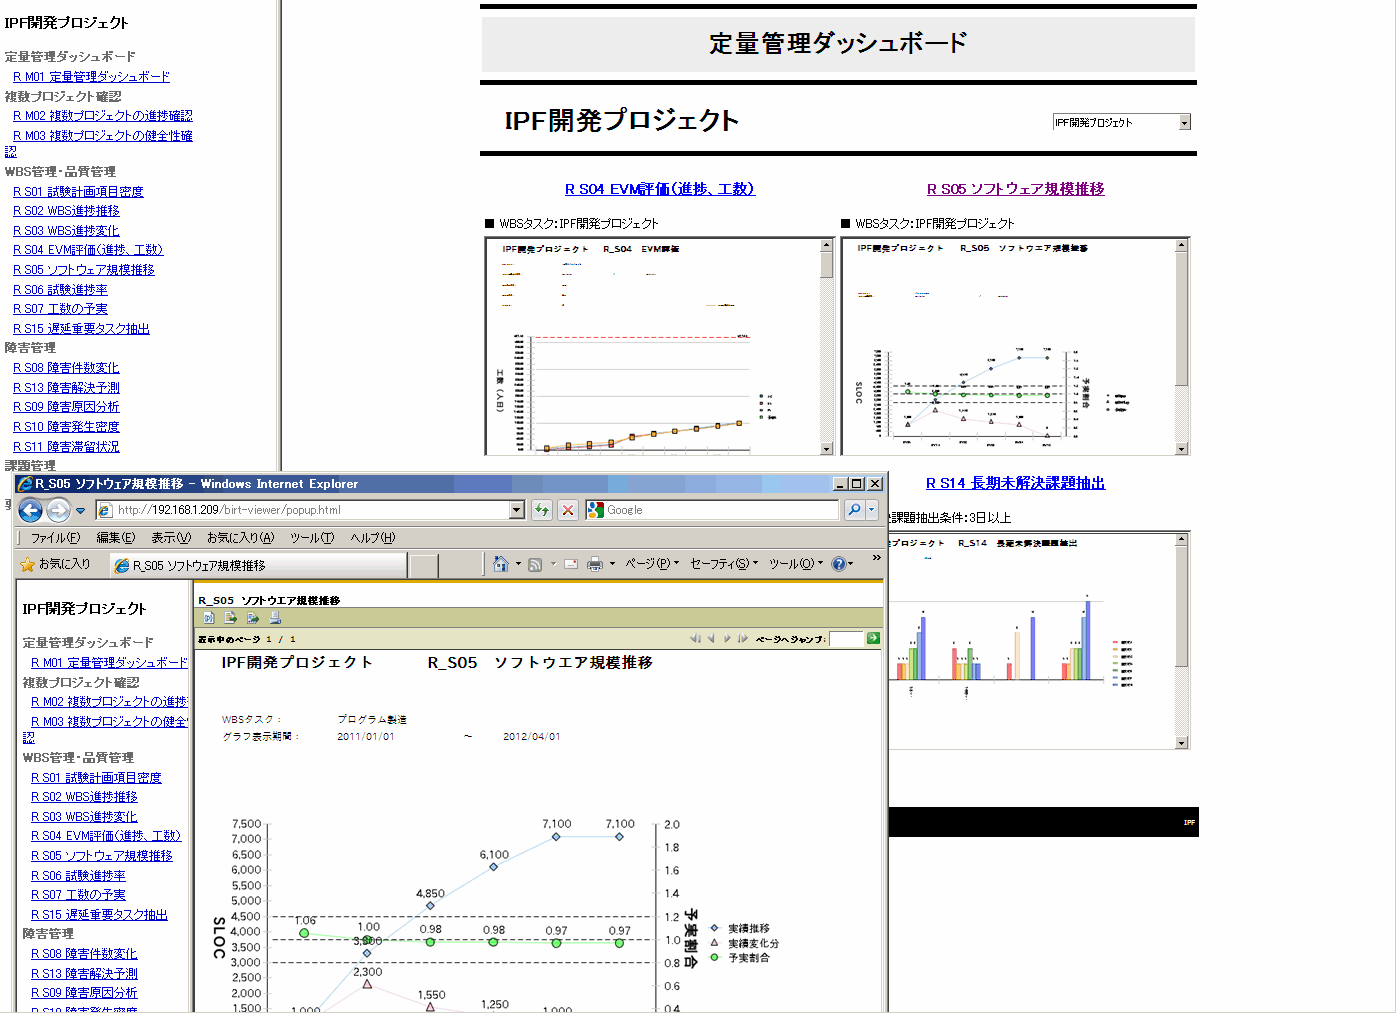 IPF開発プロジェクト
定量管理ダッシュボード
R M01 定量管理ダッシュボード
複数プロジェクト確認
R M02 複数プロジェクトの進捗確認
R M03 複数プロジェクトの健全性確
認
WBS管理・品質管理
R S01 試験計画項目密度
R S02 WBS進捗推移
R S03 WBS進捗変化
R S04 EVM評価(進捗、工数)
R S05 ソフトウェア規模推移
R S06 試験進捗率
R S07 工数の予実
R S15 遅延重要タスク抽出
障害管理
R S08 障害件数変化
R S13 障害解決予測
R S09 障害原因分析
R S10 障害発生密度
R S11 障害滞留状況
課題管理
定量管理ダッシュボード
IPF開発プロジェクト
IPF開発プロジェクト
R S04 EVM評価(進捗、工数)
R S05 ソフトウェア規模推移
■ WBSタスク:IPF開発プロジェクト
■ WBSタスク:IPF開発プロジェクト
IPF開発プロジェクト R_S04 EVM評価
工数(人日)
IPF開発プロジェクト R_S05 ソフトウエア規模推移
SLOC
予実割合
R S14 長期未解決課題抽出
課題抽出条件:3日以上
プロジェクト R_S14 長期未解決課題抽出
IPF
R_S05 ソフトウェア規模推移 - Windows Internet Explorer
http://192.168.1.209/birt-viewer/popup.html
Google
ファイル(F) 編集(E) 表示(V) お気に入り(A) ツール(T) ヘルプ(H)
お気に入り
R_S05 ソフトウェア規模推移
ページ(P) セーフティ(S) ツール(O) »
IPF開発プロジェクト
定量管理ダッシュボード
R M01 定量管理ダッシュボード
複数プロジェクト確認
R M02 複数プロジェクトの進捗
R M03 複数プロジェクトの健全
認
WBS管理・品質管理
R S01 試験計画項目密度
R S02 WBS進捗推移
R S03 WBS進捗変化
R S04 EVM評価(進捗、工数)
R S05 ソフトウェア規模推移
R S06 試験進捗率
R S07 工数の予実
R S15 遅延重要タスク抽出
障害管理
R S08 障害件数変化
R S13 障害解決予測
R S09 障害原因分析
R S10 障害発生密度
R_S05 ソフトウエア規模推移
表示中のページ 1 / 1
ページへジャンプ:
IPF開発プロジェクト R_S05 ソフトウエア規模推移
WBSタスク: プログラム製造
グラフ表示期間: 2011/01/01 ～ 2012/04/01
SLOC
7,500
7,000
6,500
6,000
5,500
5,000
4,500
4,000
3,500
3,000
2,500
2,000
1,500
1,000
3,300
4,850
6,100
7,100
7,100
1.06
1.00
0.98
0.98
0.97
0.97
2,300
1,550
1,250
1,000
2.0
1.8
1.6
1.4
1.2
1.0
0.8
0.6
0.4
予実割合
実績推移
実績変化分
予実割合